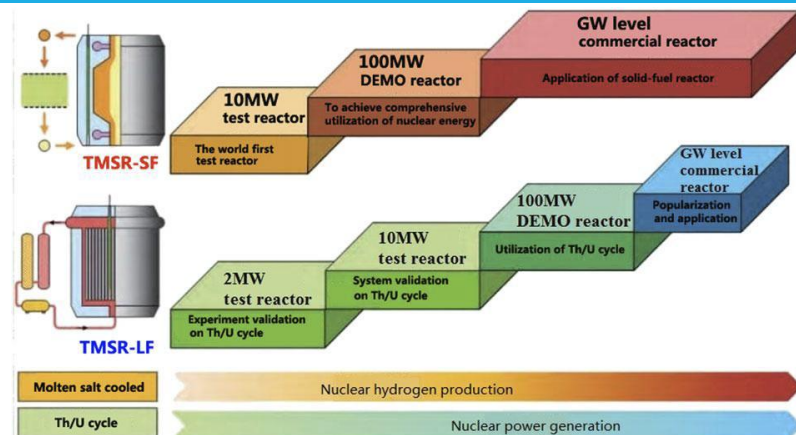 GW level
commercial reactor
100MW
DEMO reactor
Application of solid-fuel reactor
10MW
test reactor
To achieve comprehensive
utilization of nuclear energy
The world first
test reactor
TMSR-SF
GW level
commercial
reactor
100MW
DEMO reactor
Popularization
and application
10MW
test reactor
Utilization of Th/U cycle
2MW
test reactor
System validation
on Th/U cycle
Experiment validation
on Th/U cycle
TMSR-LF
Molten salt cooled
Nuclear hydrogen production
Th/U cycle
Nuclear power generation